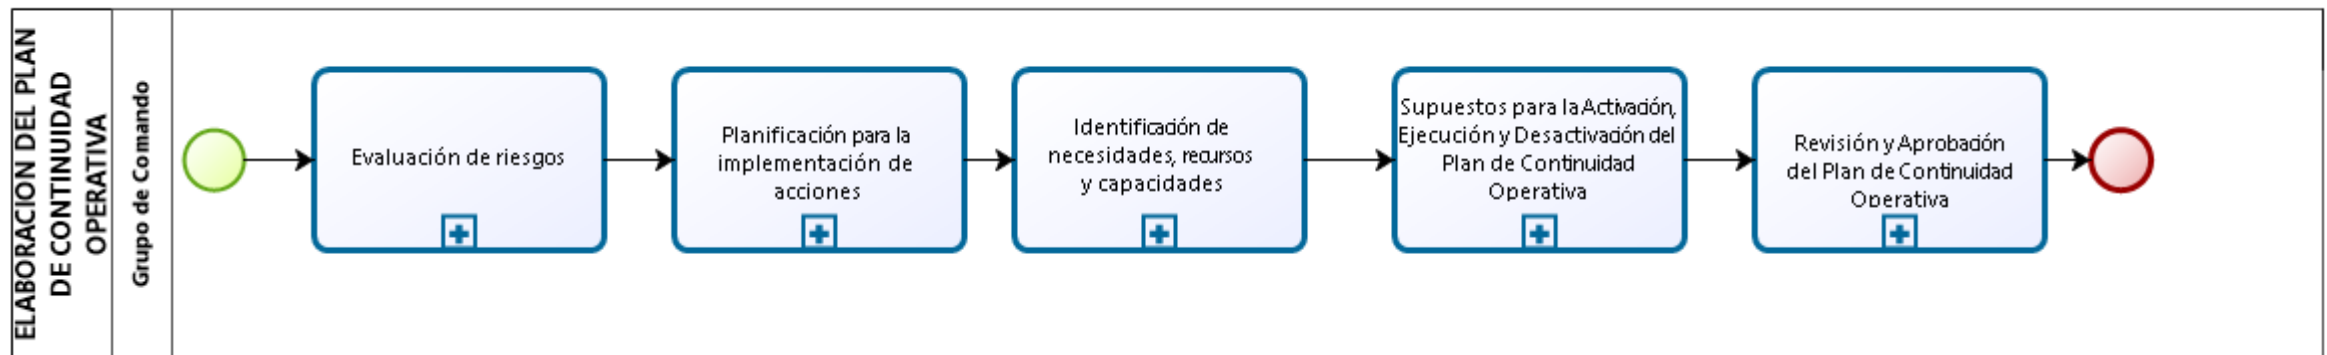 ELABORACION DEL PLAN
DE CONTINUIDAD
OPERATIVA
Grupo de Comando
Evaluación de riesgos
Planificación para la
implementación de
acciones
Identificación de
necesidades, recursos
y capacidades
Supuestos para la Activación,
Ejecución y Desactivación del
Plan de Continuidad
Operativa
Revisión y Aprobación
del Plan de Continuidad
Operativa